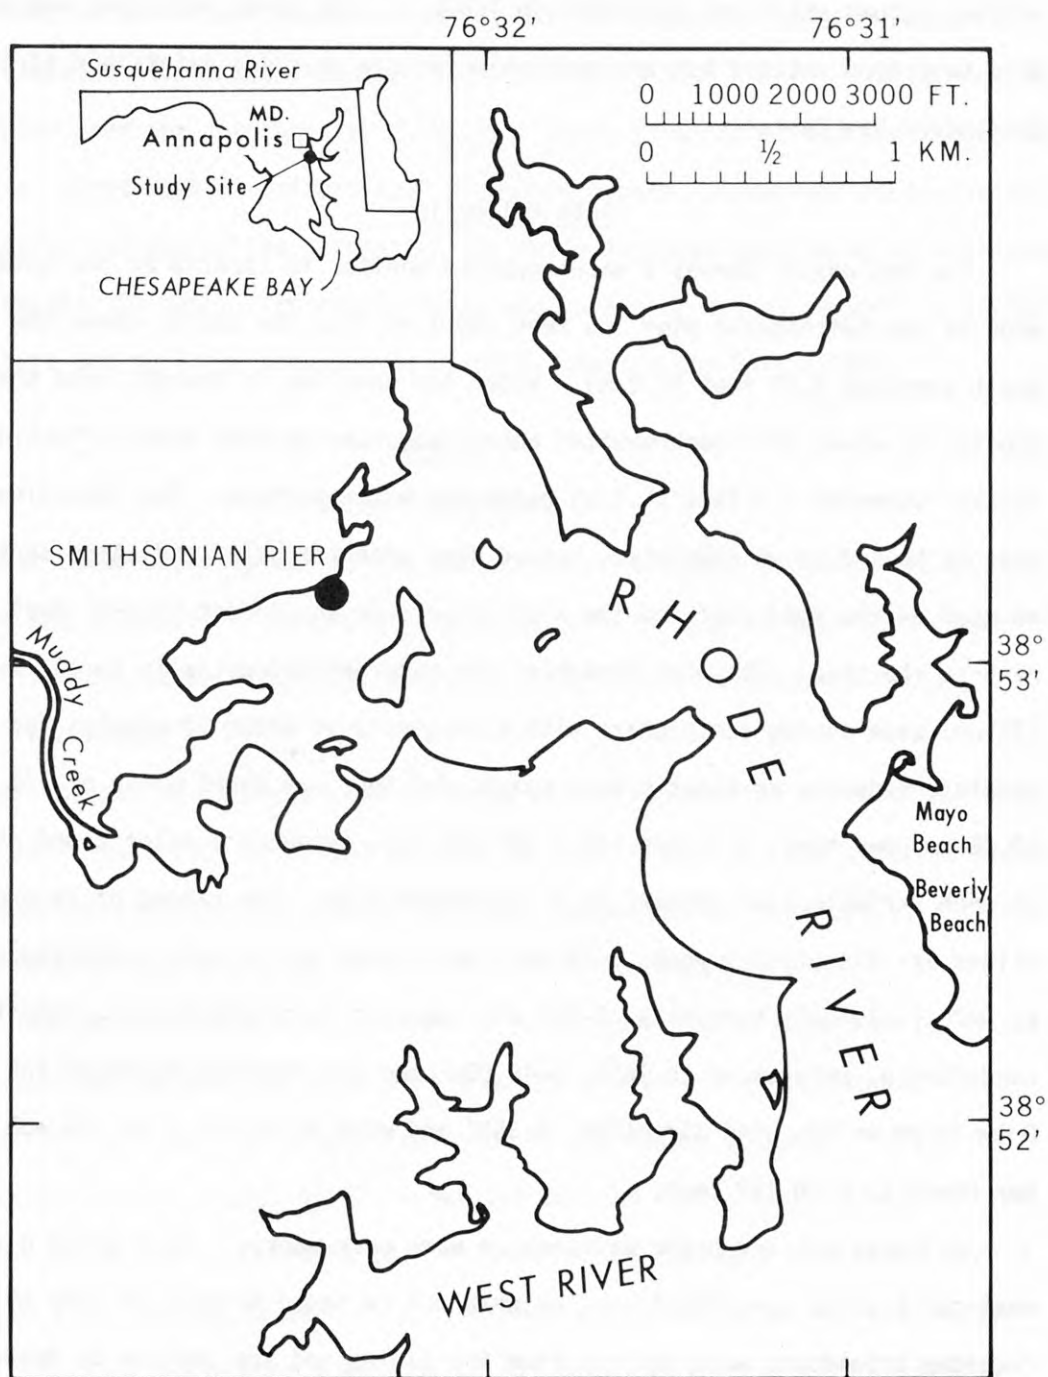 76°32′ 76°31′
Susquehanna River
MD.
Annapolis
Study Site
CHESAPEAKE BAY
0 1000 2000 3000 FT.
0 ½ 1 KM.
SMITHSONIAN PIER
RHODE RIVER
Muddy Creek
38°
53′
Mayo
Beach
Beverly
Beach
38°
52′
WEST RIVER